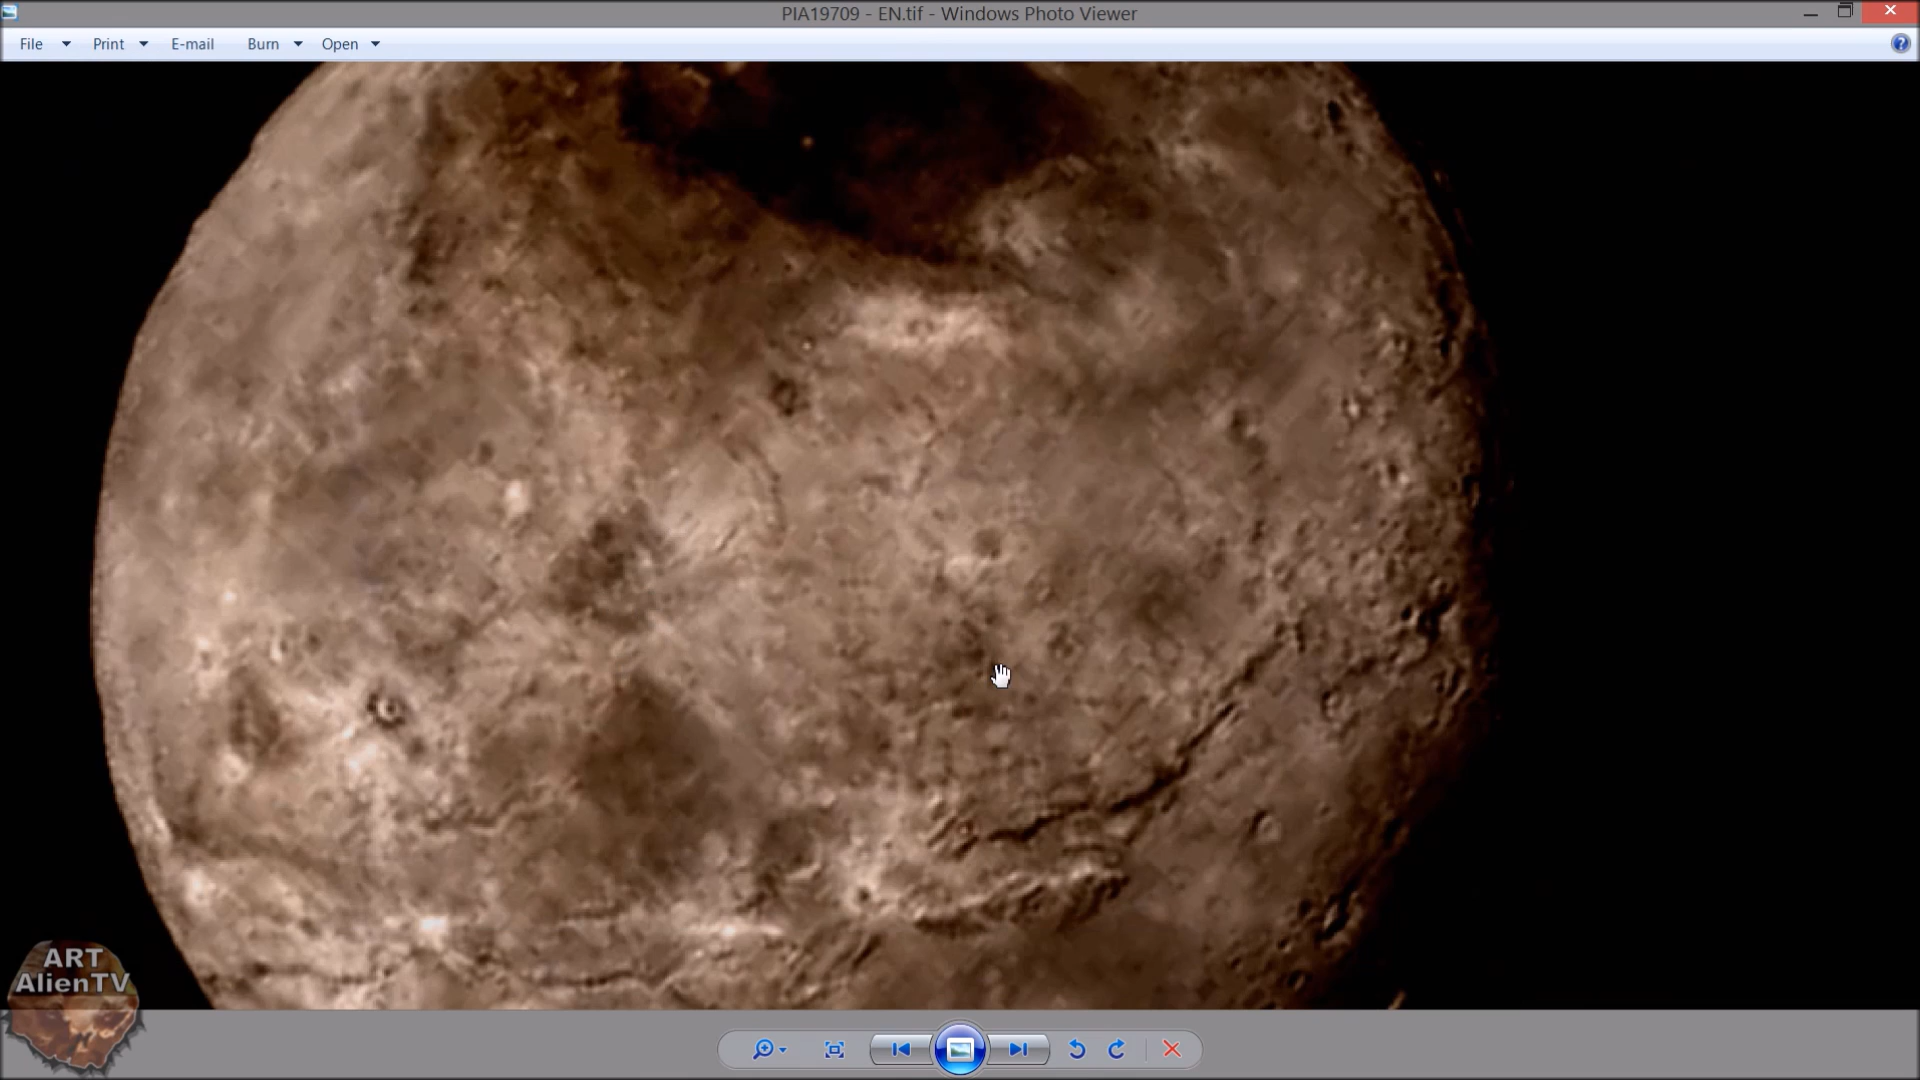 PIA19709 - EN.tif - Windows Photo Viewer
File Print E-mail Burn Open ?
ART
AlienTV